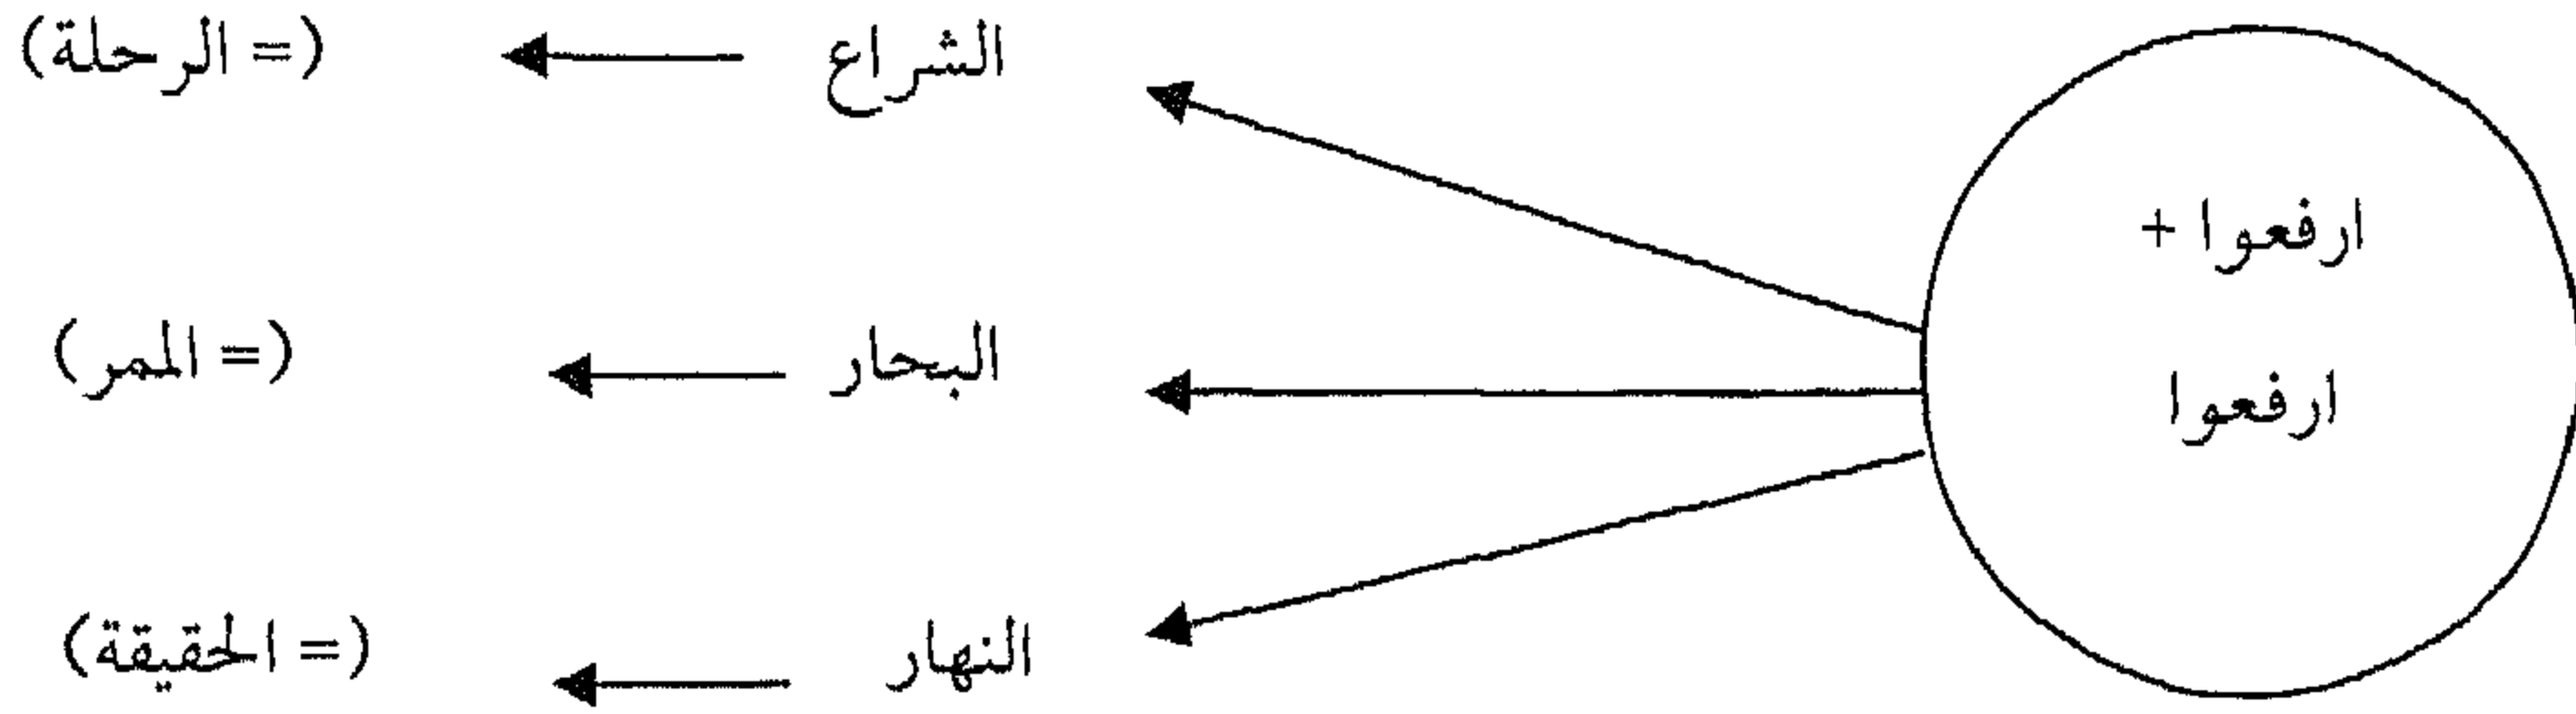 ارفعوا +
ارفعوا
الشراع (= الرحلة)
البحار (= الممر)
النهار (= الحقيقة)